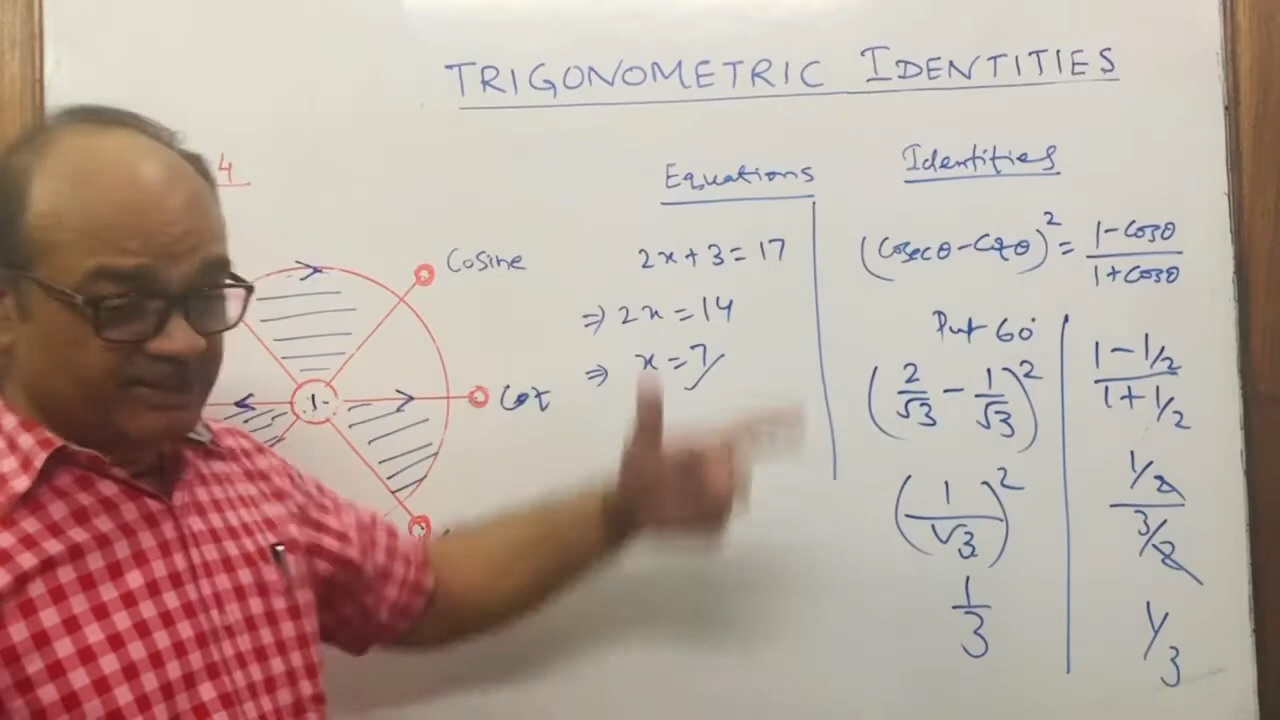 TRIGONOMETRIC IDENTITIES
4
Cosine
Cot
1
Equations
2x+3=17
⇒ 2x=14
⇒ x=7
Identities
(Cosecθ-Cotθ)² = (1-Cosθ)/(1+Cosθ)
Put 60°
(2/√3 - 1/√3)²
(1/√3)²
1/3
(1-1/2)/(1+1/2)
(1/2)/(3/2)
1/3